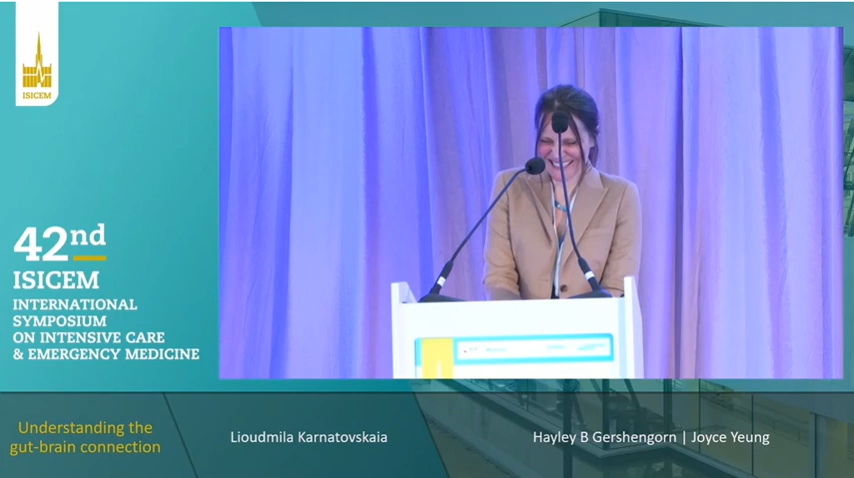 ISICEM
42nd
ISICEM
INTERNATIONAL
SYMPOSIUM
ON INTENSIVE CARE
& EMERGENCY MEDICINE
Understanding the
gut-brain connection
Lioudmila Karnatovskaia
Hayley B Gershengorn | Joyce Yeung